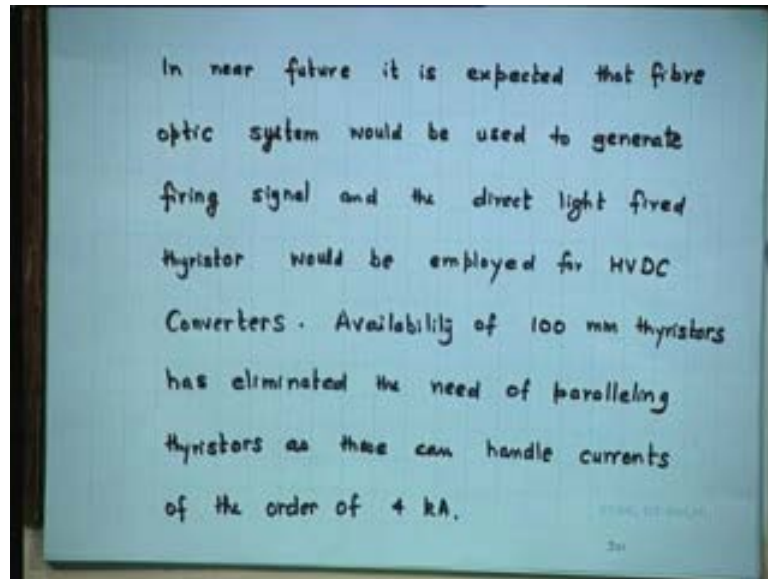 In near future it is expected that fibre
optic system would be used to generate
firing signal and the direct light fired
thyristor would be employed for HVDC
Converters. Availability of 100 mm thyristors
has eliminated the need of paralleling
thyristors as these can handle currents
of the order of 4 kA.